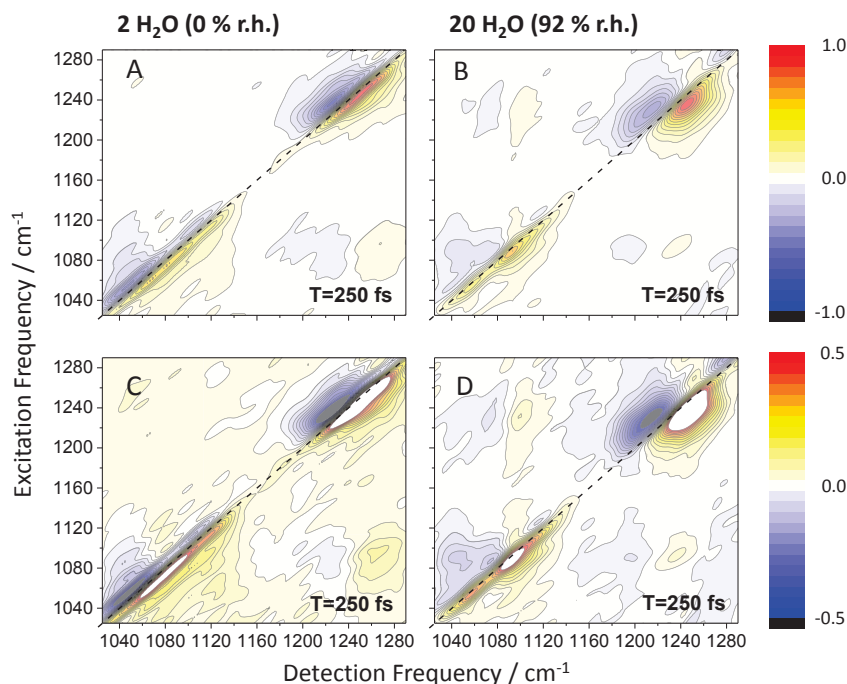 2 H₂O (0 % r.h.) 20 H₂O (92 % r.h.)
A B
1280
1240
1200
1160
1120
1080
1040
T=250 fs T=250 fs
1.0
0.0
-1.0
C D
1280
1240
1200
1160
1120
1080
1040
T=250 fs T=250 fs
0.5
0.0
-0.5
1040 1080 1120 1160 1200 1240 1280 1040 1080 1120 1160 1200 1240 1280
Excitation Frequency / cm⁻¹
Detection Frequency / cm⁻¹